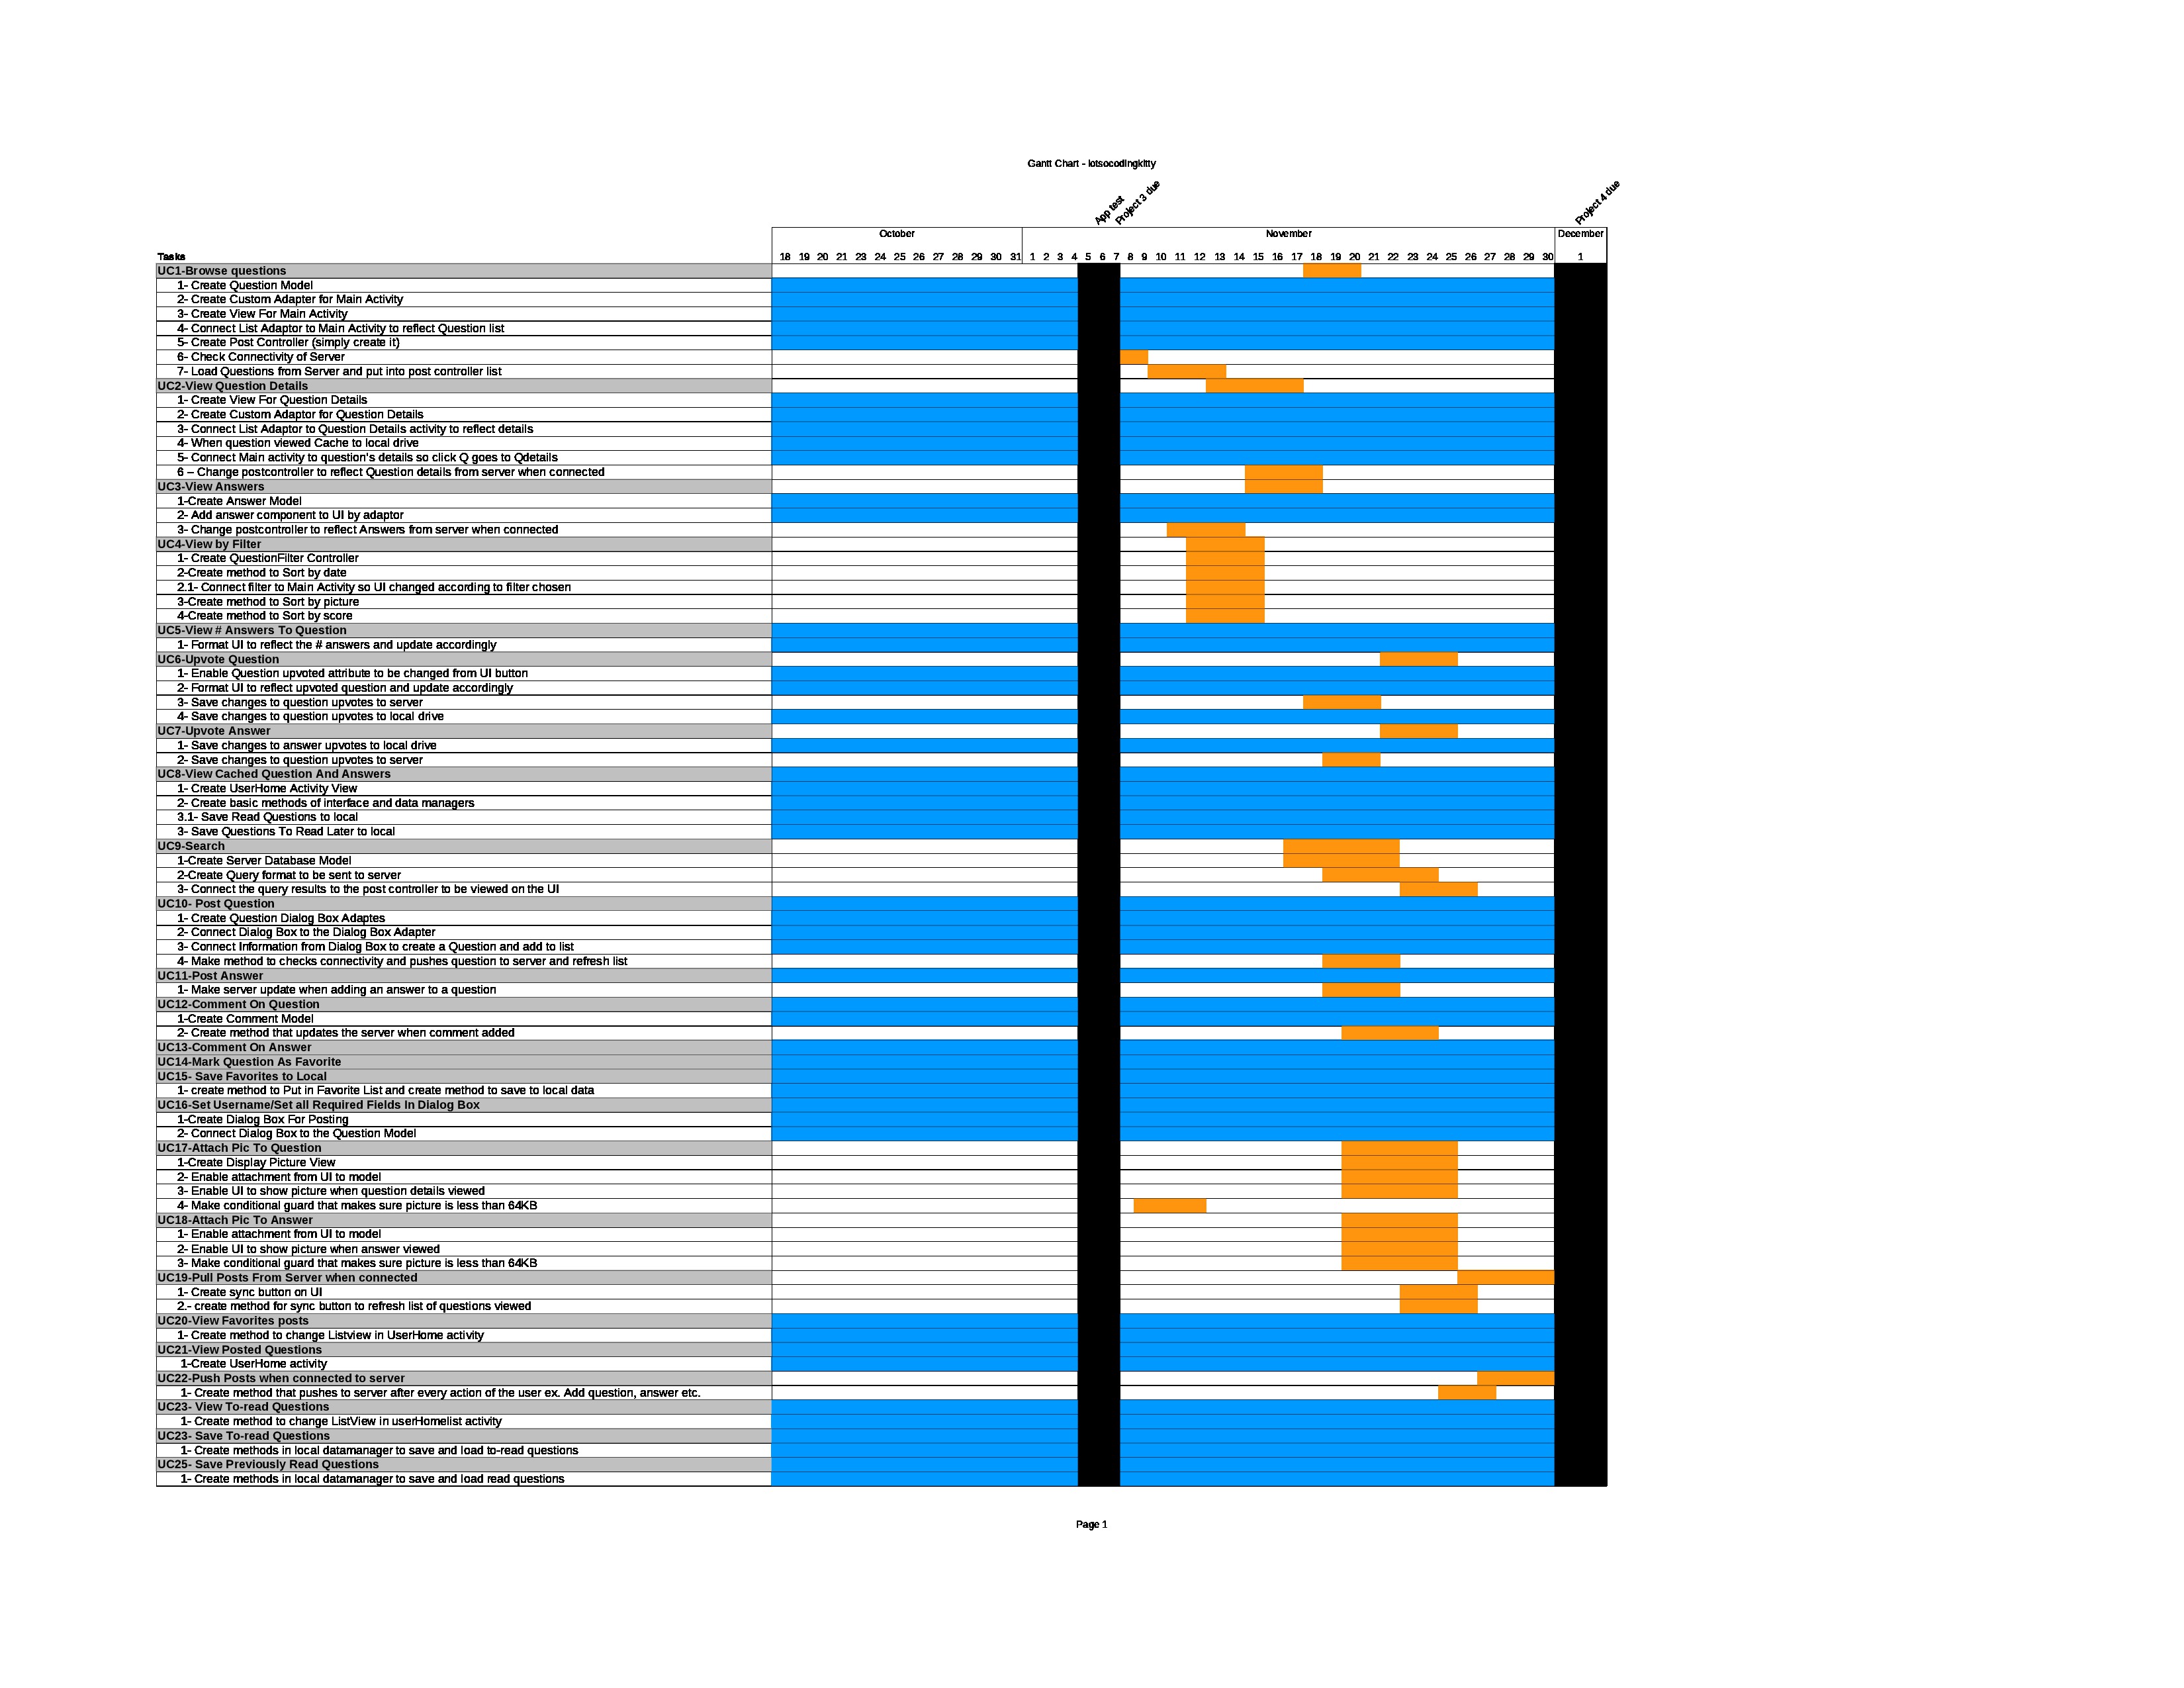 Gantt Chart - lotsocodingkitty
App test
Project 3 due
Project 4 due
October November December
Tasks 18 19 20 21 23 24 25 26 27 28 29 30 31 1 2 3 4 5 6 7 8 9 10 11 12 13 14 15 16 17 18 19 20 21 22 23 24 25 26 27 28 29 30 1
UC1-Browse questions
1- Create Question Model
2- Create Custom Adapter for Main Activity
3- Create View For Main Activity
4- Connect List Adaptor to Main Activity to reflect Question list
5- Create Post Controller (simply create it)
6- Check Connectivity of Server
7- Load Questions from Server and put into post controller list
UC2-View Question Details
1- Create View For Question Details
2- Create Custom Adaptor for Question Details
3- Connect List Adaptor to Question Details activity to reflect details
4- When question viewed Cache to local drive
5- Connect Main activity to question's details so click Q goes to Qdetails
6 – Change postcontroller to reflect Question details from server when connected
UC3-View Answers
1-Create Answer Model
2- Add answer component to UI by adaptor
3- Change postcontroller to reflect Answers from server when connected
UC4-View by Filter
1- Create QuestionFilter Controller
2-Create method to Sort by date
2.1- Connect filter to Main Activity so UI changed according to filter chosen
3-Create method to Sort by picture
4-Create method to Sort by score
UC5-View # Answers To Question
1- Format UI to reflect the # answers and update accordingly
UC6-Upvote Question
1- Enable Question upvoted attribute to be changed from UI button
2- Format UI to reflect upvoted question and update accordingly
3- Save changes to question upvotes to server
4- Save changes to question upvotes to local drive
UC7-Upvote Answer
1- Save changes to answer upvotes to local drive
2- Save changes to question upvotes to server
UC8-View Cached Question And Answers
1- Create UserHome Activity View
2- Create basic methods of interface and data managers
3.1- Save Read Questions to local
3- Save Questions To Read Later to local
UC9-Search
1-Create Server Database Model
2-Create Query format to be sent to server
3- Connect the query results to the post controller to be viewed on the UI
UC10- Post Question
1- Create Question Dialog Box Adaptes
2- Connect Dialog Box to the Dialog Box Adapter
3- Connect Information from Dialog Box to create a Question and add to list
4- Make method to checks connectivity and pushes question to server and refresh list
UC11-Post Answer
1- Make server update when adding an answer to a question
UC12-Comment On Question
1-Create Comment Model
2- Create method that updates the server when comment added
UC13-Comment On Answer
UC14-Mark Question As Favorite
UC15- Save Favorites to Local
1- create method to Put in Favorite List and create method to save to local data
UC16-Set Username/Set all Required Fields In Dialog Box
1-Create Dialog Box For Posting
2- Connect Dialog Box to the Question Model
UC17-Attach Pic To Question
1-Create Display Picture View
2- Enable attachment from UI to model
3- Enable UI to show picture when question details viewed
4- Make conditional guard that makes sure picture is less than 64KB
UC18-Attach Pic To Answer
1- Enable attachment from UI to model
2- Enable UI to show picture when answer viewed
3- Make conditional guard that makes sure picture is less than 64KB
UC19-Pull Posts From Server when connected
1- Create sync button on UI
2.- create method for sync button to refresh list of questions viewed
UC20-View Favorites posts
1- Create method to change Listview in UserHome activity
UC21-View Posted Questions
1-Create UserHome activity
UC22-Push Posts when connected to server
1- Create method that pushes to server after every action of the user ex. Add question, answer etc.
UC23- View To-read Questions
1- Create method to change ListView in userHomelist activity
UC23- Save To-read Questions
1- Create methods in local datamanager to save and load to-read questions
UC25- Save Previously Read Questions
1- Create methods in local datamanager to save and load read questions
Page 1